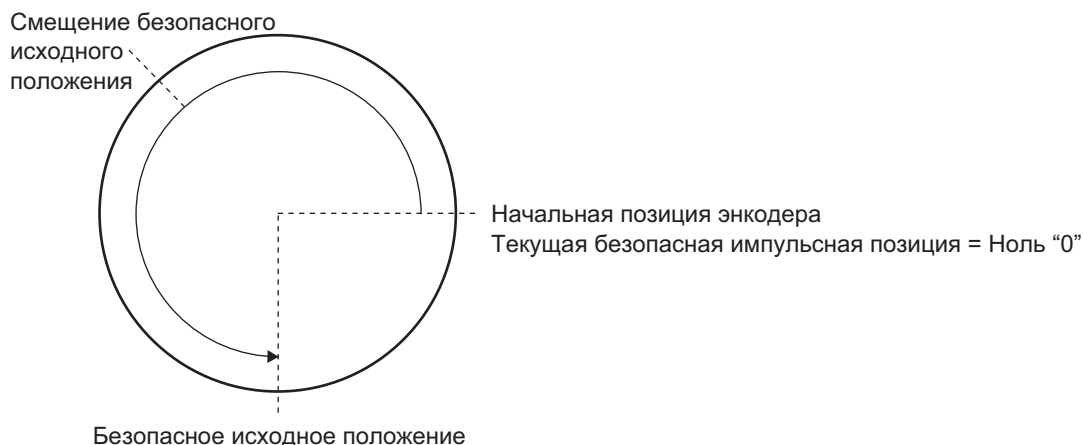 Смещение безопасного
исходного
положения
Начальная позиция энкодера
Текущая безопасная импульсная позиция = Ноль “0”
Безопасное исходное положение